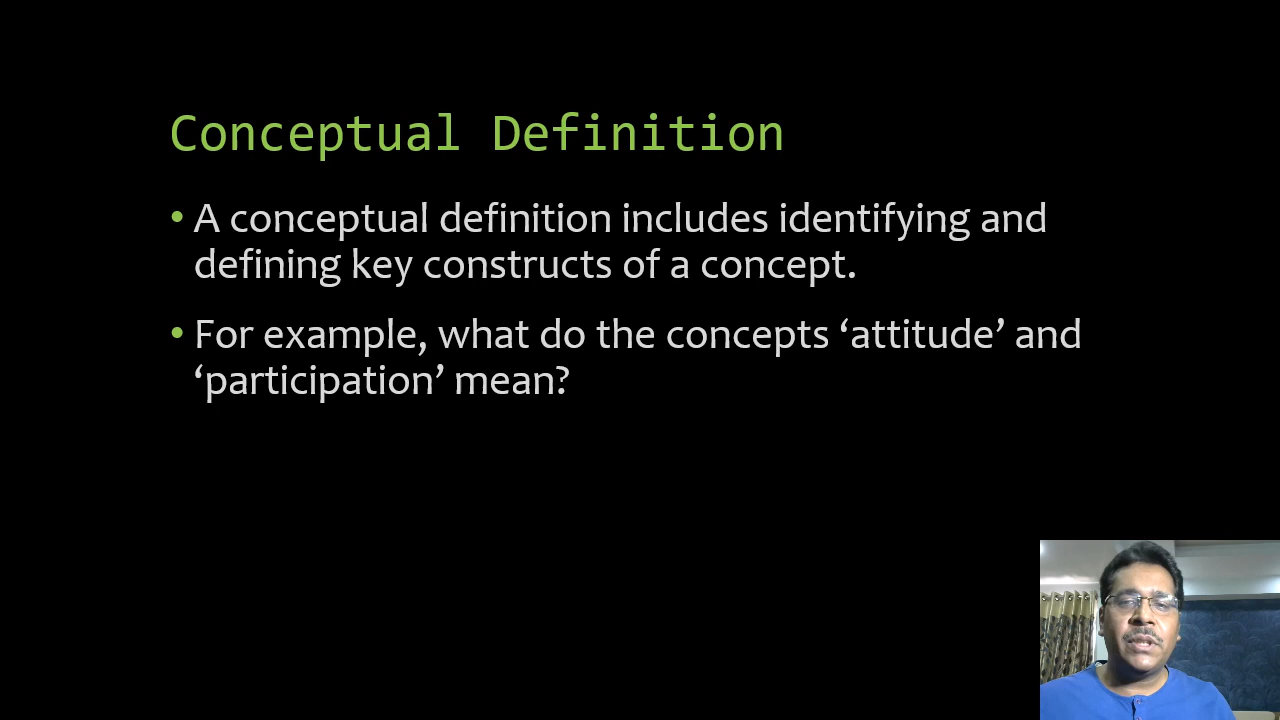 Conceptual Definition
• A conceptual definition includes identifying and
defining key constructs of a concept.
• For example, what do the concepts ‘attitude’ and
‘participation’ mean?